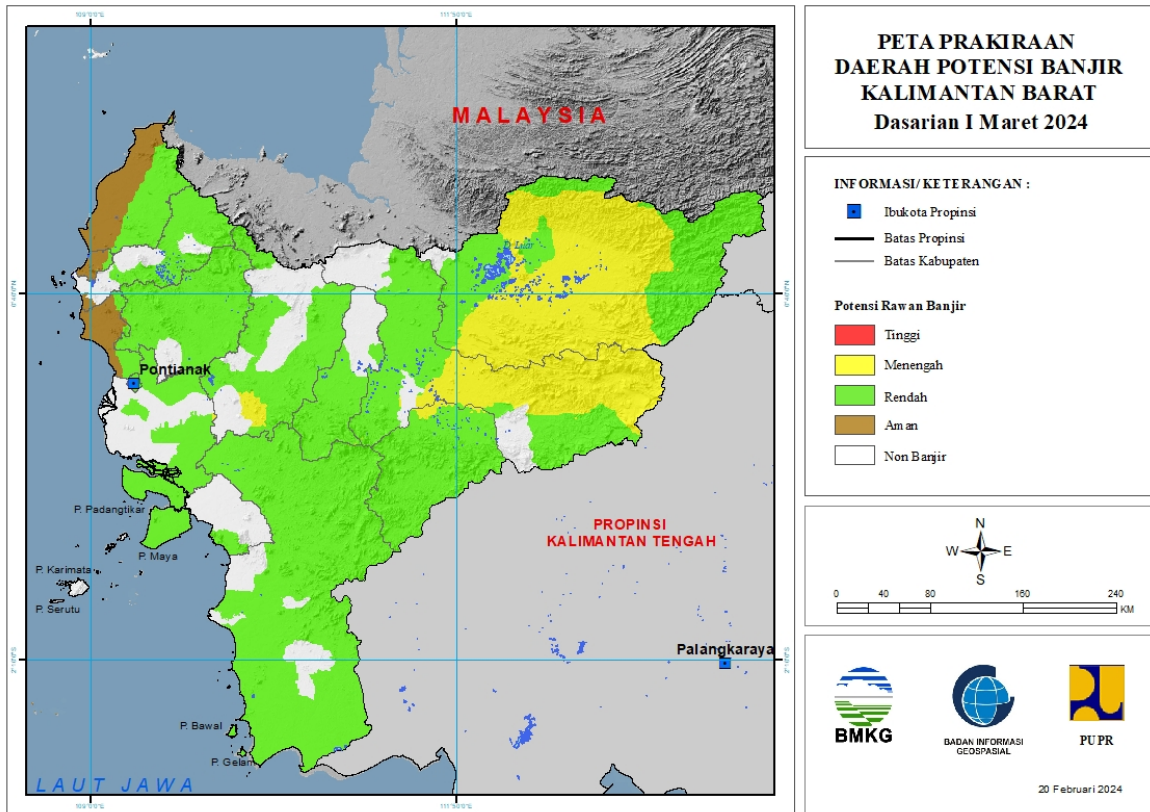 PETA PRAKIRAAN
DAERAH POTENSI BANJIR
KALIMANTAN BARAT
Dasarian I Maret 2024
INFORMASI/ KETERANGAN :
Ibukota Propinsi
Batas Propinsi
Batas Kabupaten
Potensi Rawan Banjir
Tinggi
Menengah
Rendah
Aman
Non Banjir
N
W
E
S
0
40
80
160
240
KM
BMKG
BADAN INFORMASI
GEOSPASIAL
PUPR
20 Februari 2024
MALAYSIA
Pontianak
P. Padangtikar
P. Maya
P. Karimata
P. Serutu
PROPINSI
KALIMANTAN TENGAH
Palangkaraya
P. Bawal
P. Gelam
LAUT JAWA